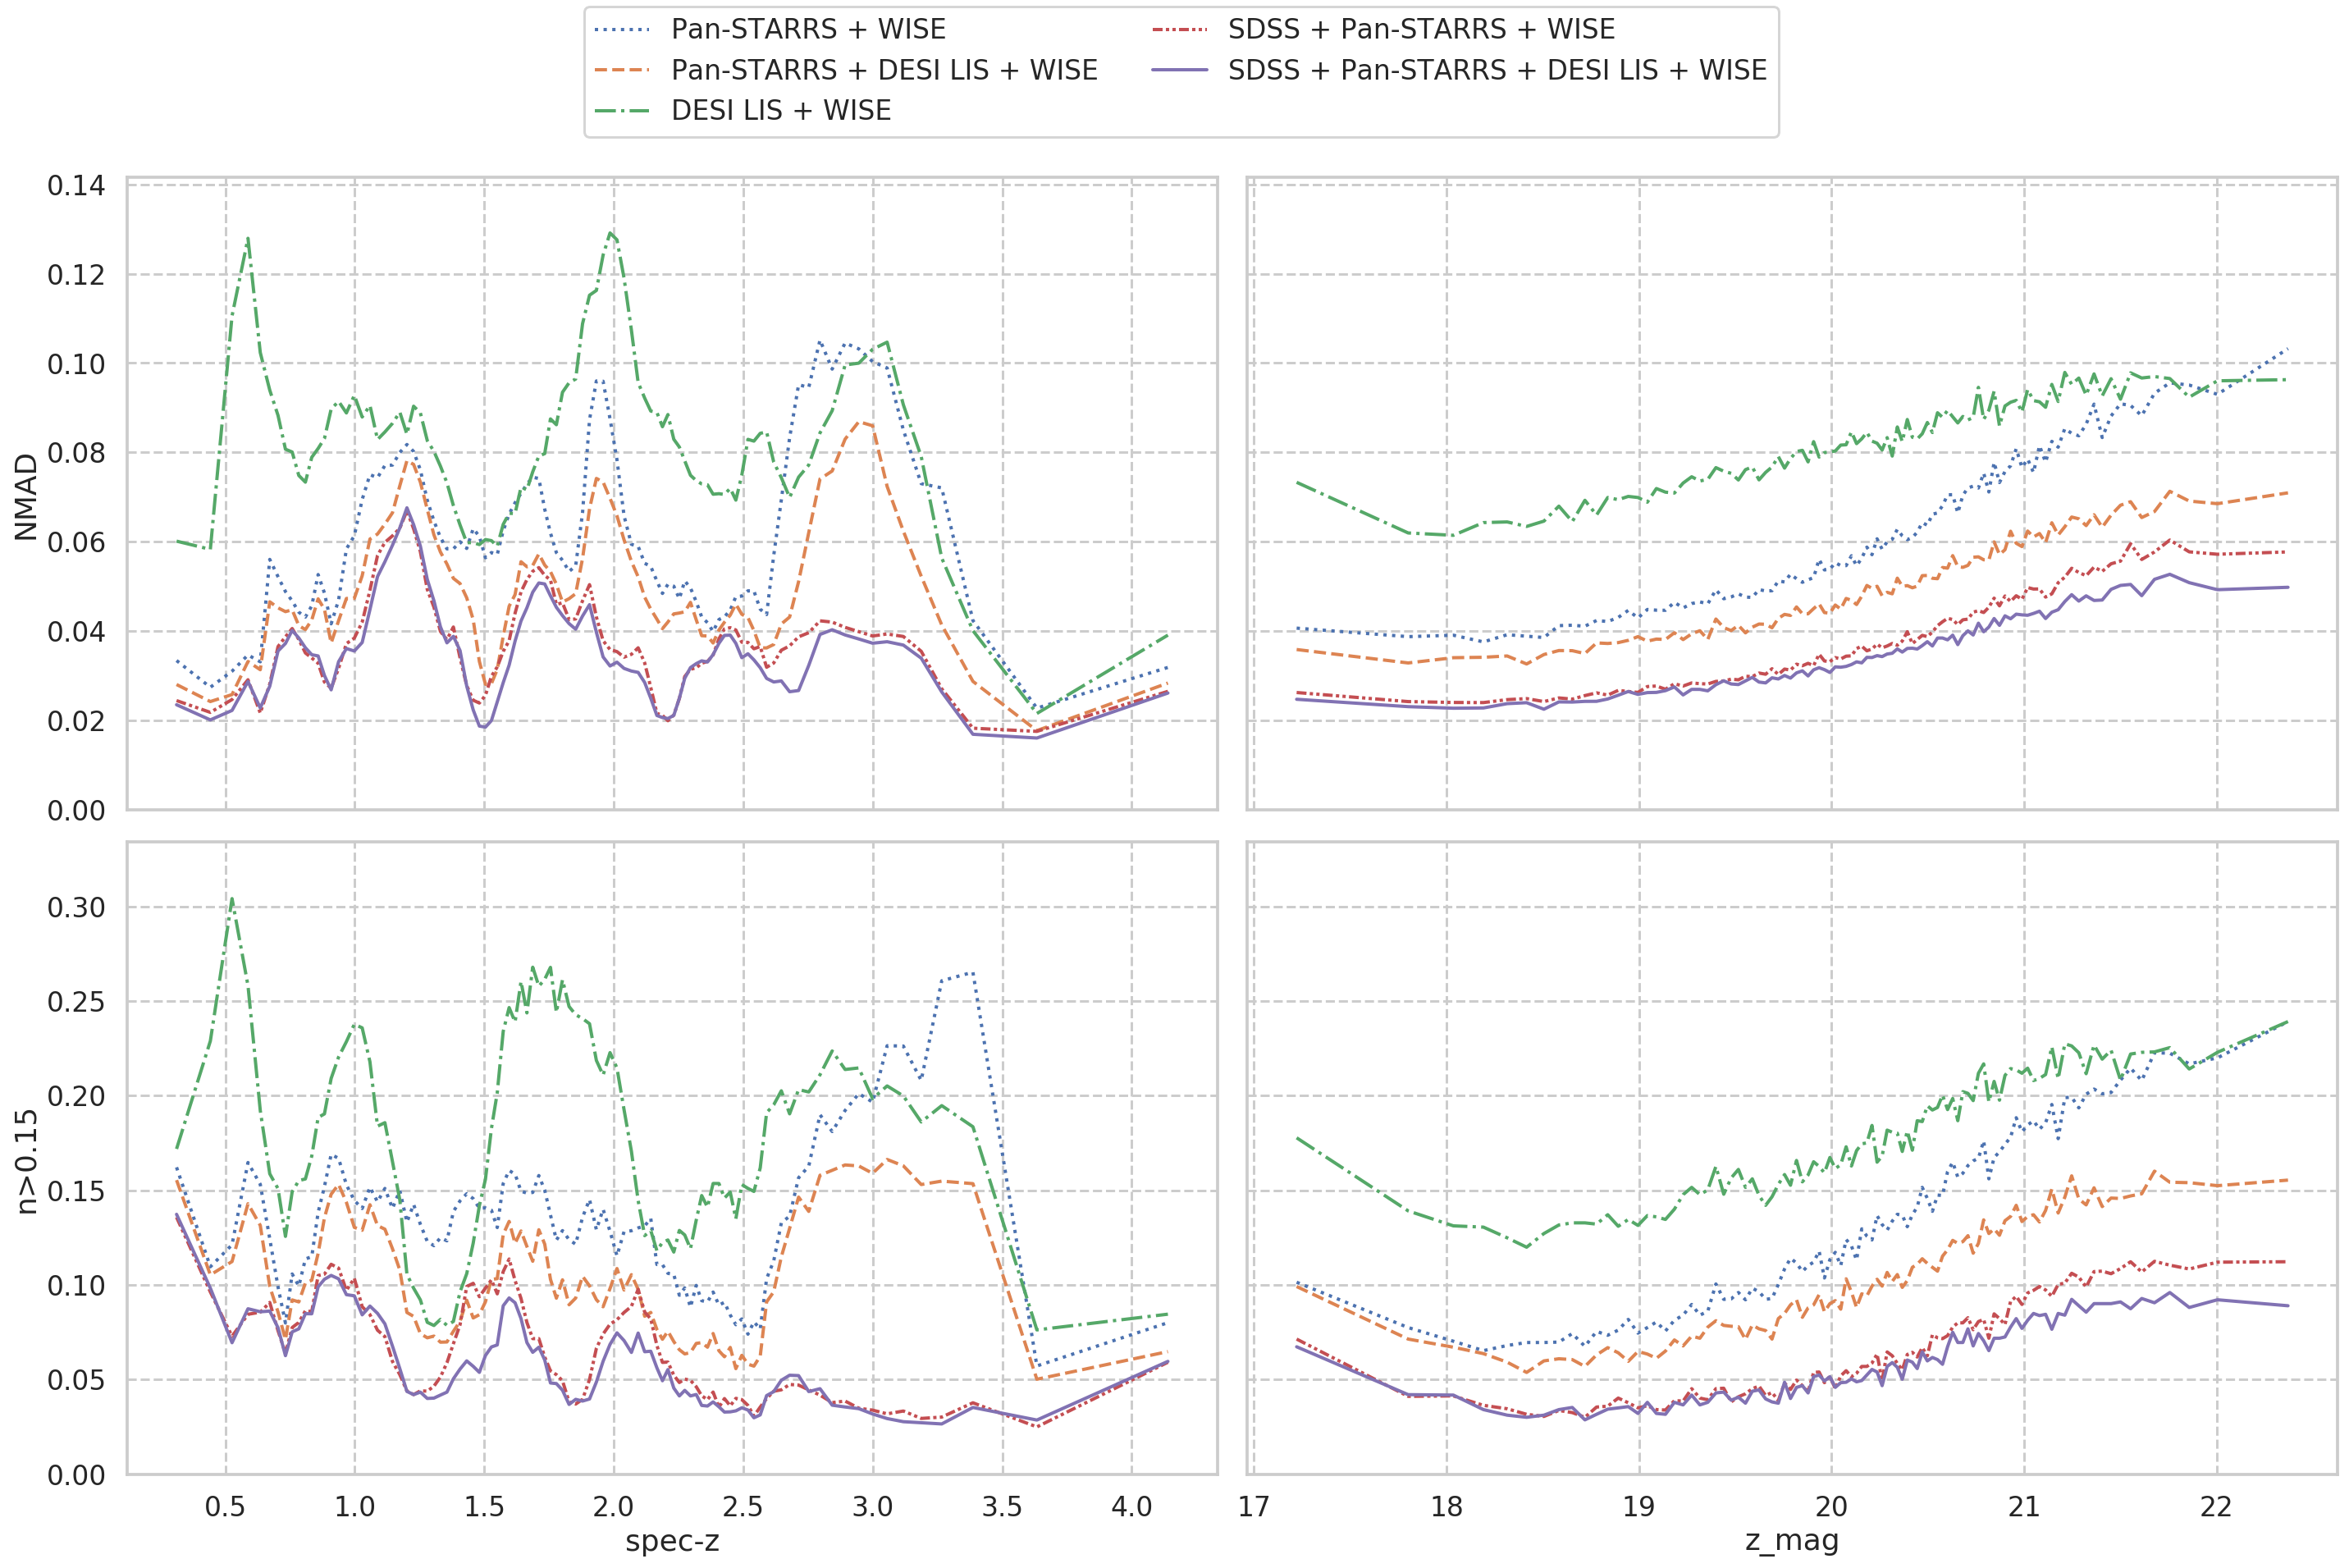 Pan-STARRS + WISE
Pan-STARRS + DESI LIS + WISE
DESI LIS + WISE
SDSS + Pan-STARRS + WISE
SDSS + Pan-STARRS + DESI LIS + WISE
0.14
0.12
0.10
0.08
0.06
0.04
0.02
0.00
NMAD
0.30
0.25
0.20
0.15
0.10
0.05
0.00
n>0.15
0.5 1.0 1.5 2.0 2.5 3.0 3.5 4.0
spec-z
17 18 19 20 21 22
z_mag